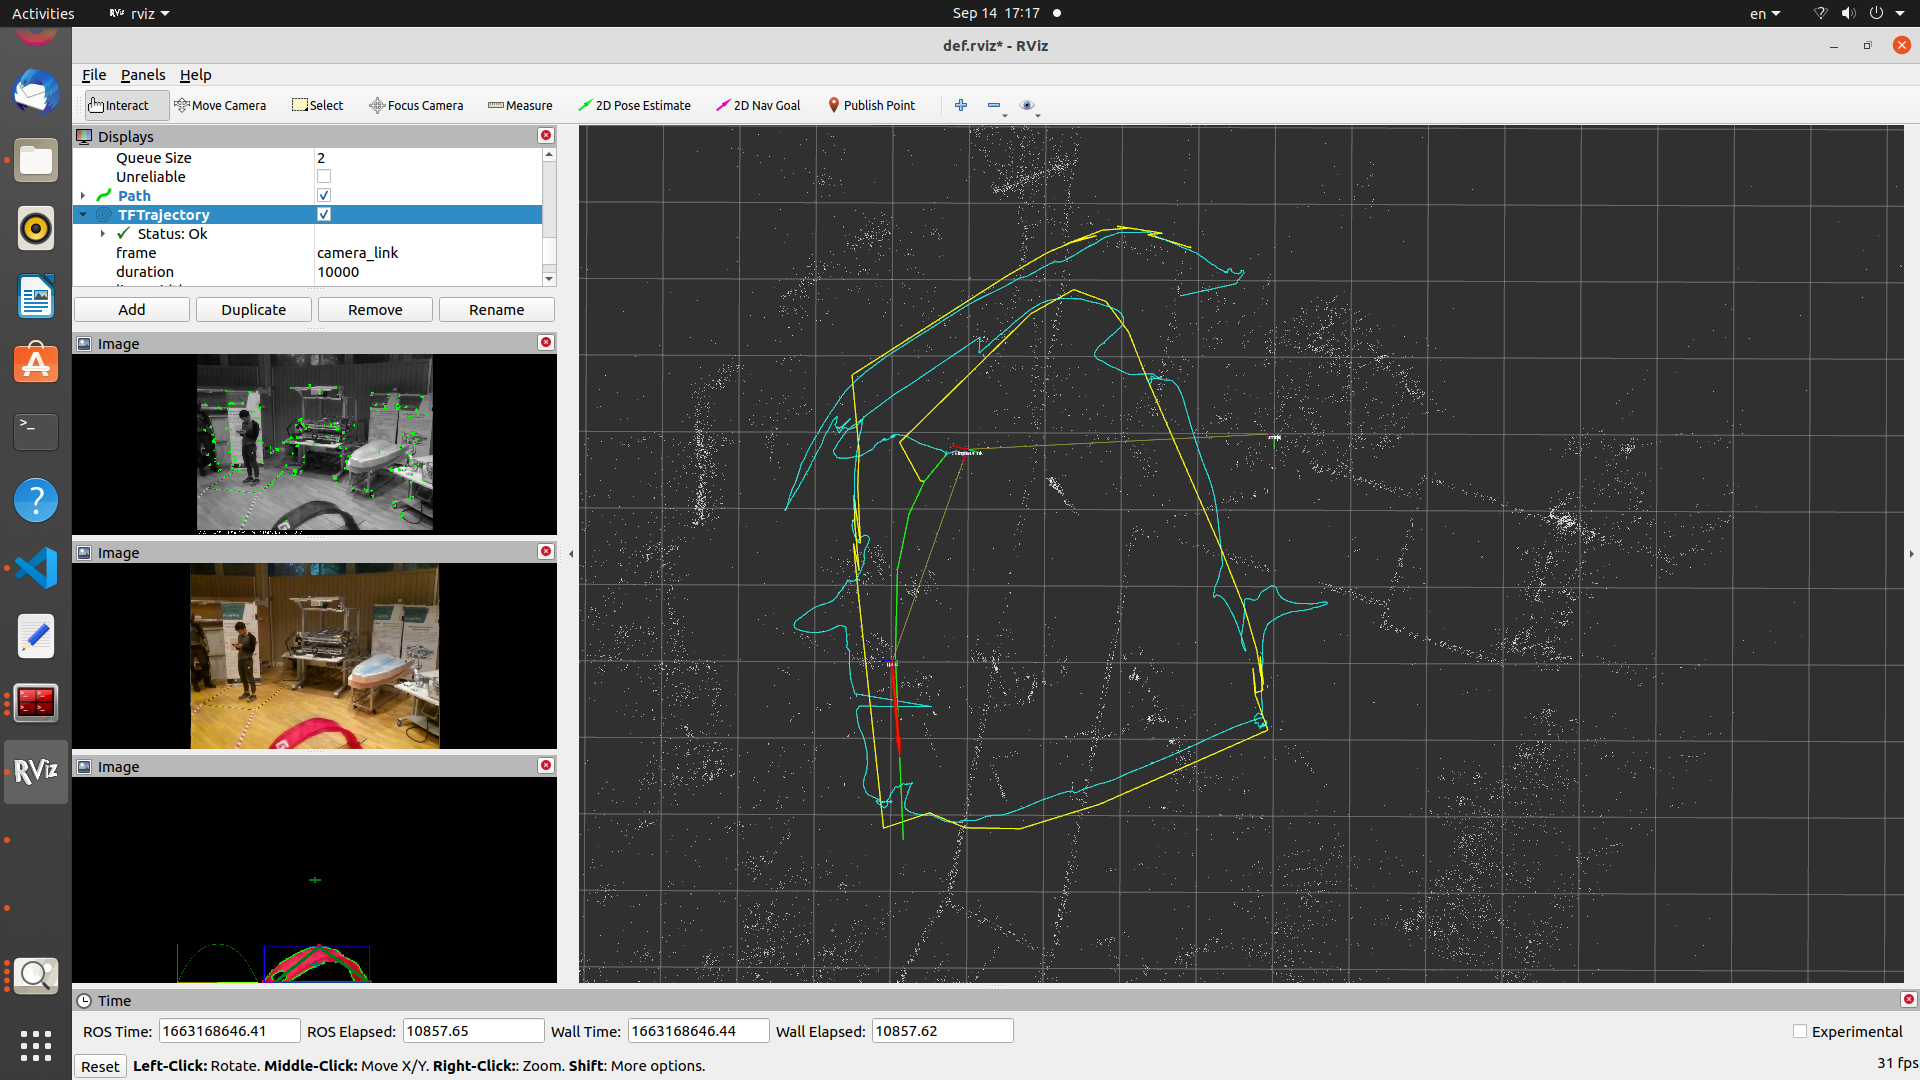 Activities
RViz rviz
Sep 14 17:17
en
def.rviz* - RViz
File Panels Help
Interact Move Camera Select Focus Camera Measure 2D Pose Estimate 2D Nav Goal Publish Point
Displays
Queue Size 2
Unreliable
Path
TFTrajectory
Status: Ok
frame camera_link
duration 10000
Add Duplicate Remove Rename
Image
Image
Image
RViz
Time
ROS Time: 1663168646.41 ROS Elapsed: 10857.65 Wall Time: 1663168646.44 Wall Elapsed: 10857.62
Experimental
Reset Left-Click: Rotate. Middle-Click: Move X/Y. Right-Click:: Zoom. Shift: More options.
31 fps